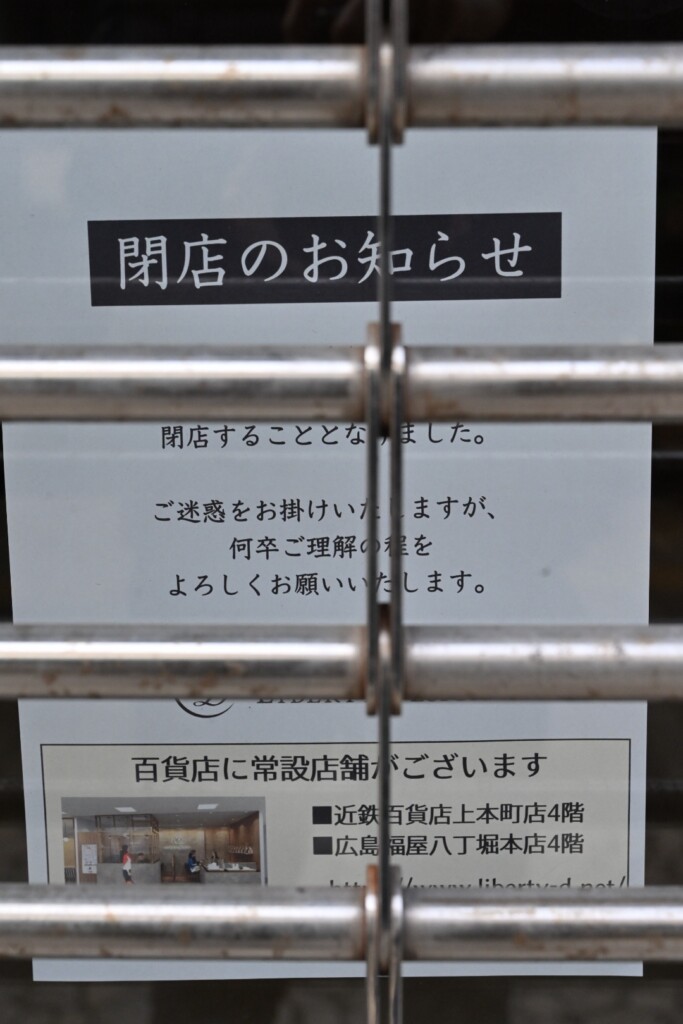 閉店のお知らせ
閉店することとなりました。
ご迷惑をお掛けいたしますが、
何卒ご理解の程を
よろしくお願いいたします。
百貨店に常設店舗がございます
■近鉄百貨店上本町店4階
■広島福屋八丁堀本店4階
http://www.liberty-d.net/